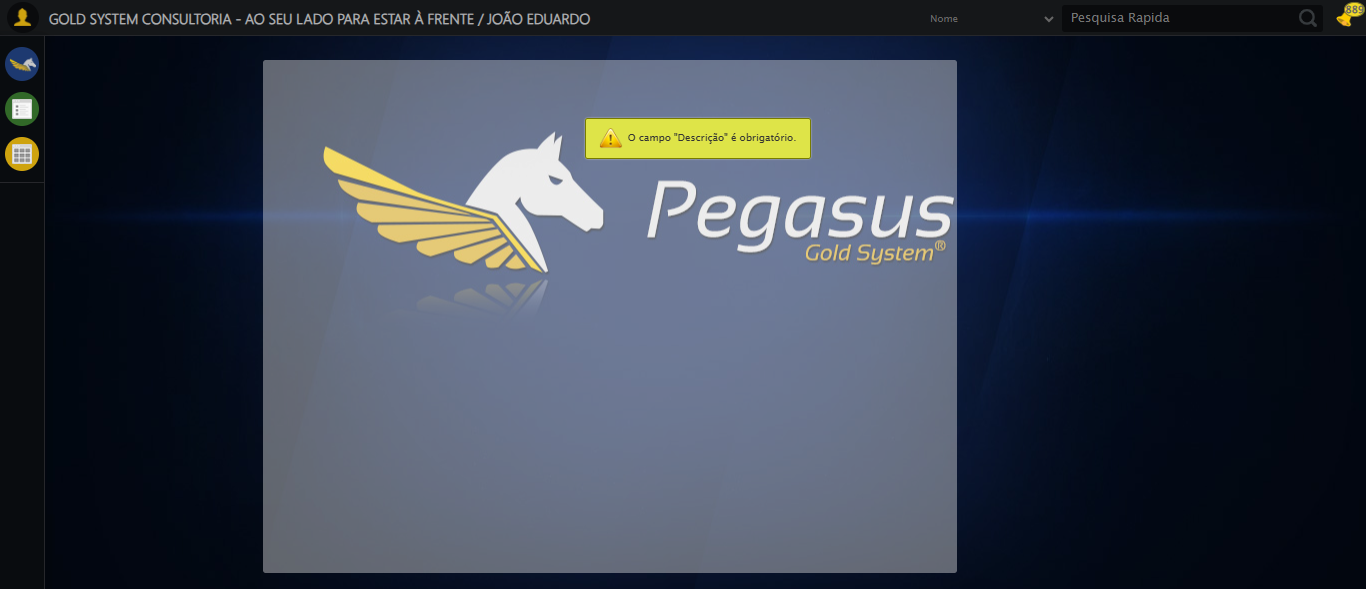 GOLD SYSTEM CONSULTORIA - AO SEU LADO PARA ESTAR À FRENTE / JOÃO EDUARDO
Nome
Pesquisa Rapida
889
O campo "Descrição" é obrigatório.
Pegasus
Gold System®